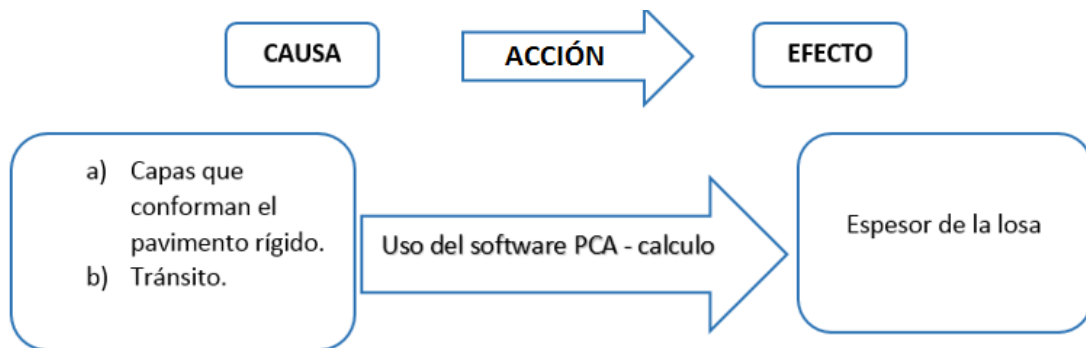 CAUSA
ACCIÓN
EFECTO
a) Capas que
conforman el
pavimento rígido.
b) Tránsito.
Uso del software PCA - calculo
Espesor de la losa